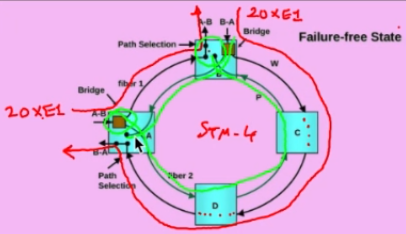 A-B B-A
20XE1
Path Selection
Bridge
Failure-free State
Bridge
fiber 1
W
B
P
20XE1
A-B
A
STM-4
C
B-A
Path
Selection
fiber 2
D